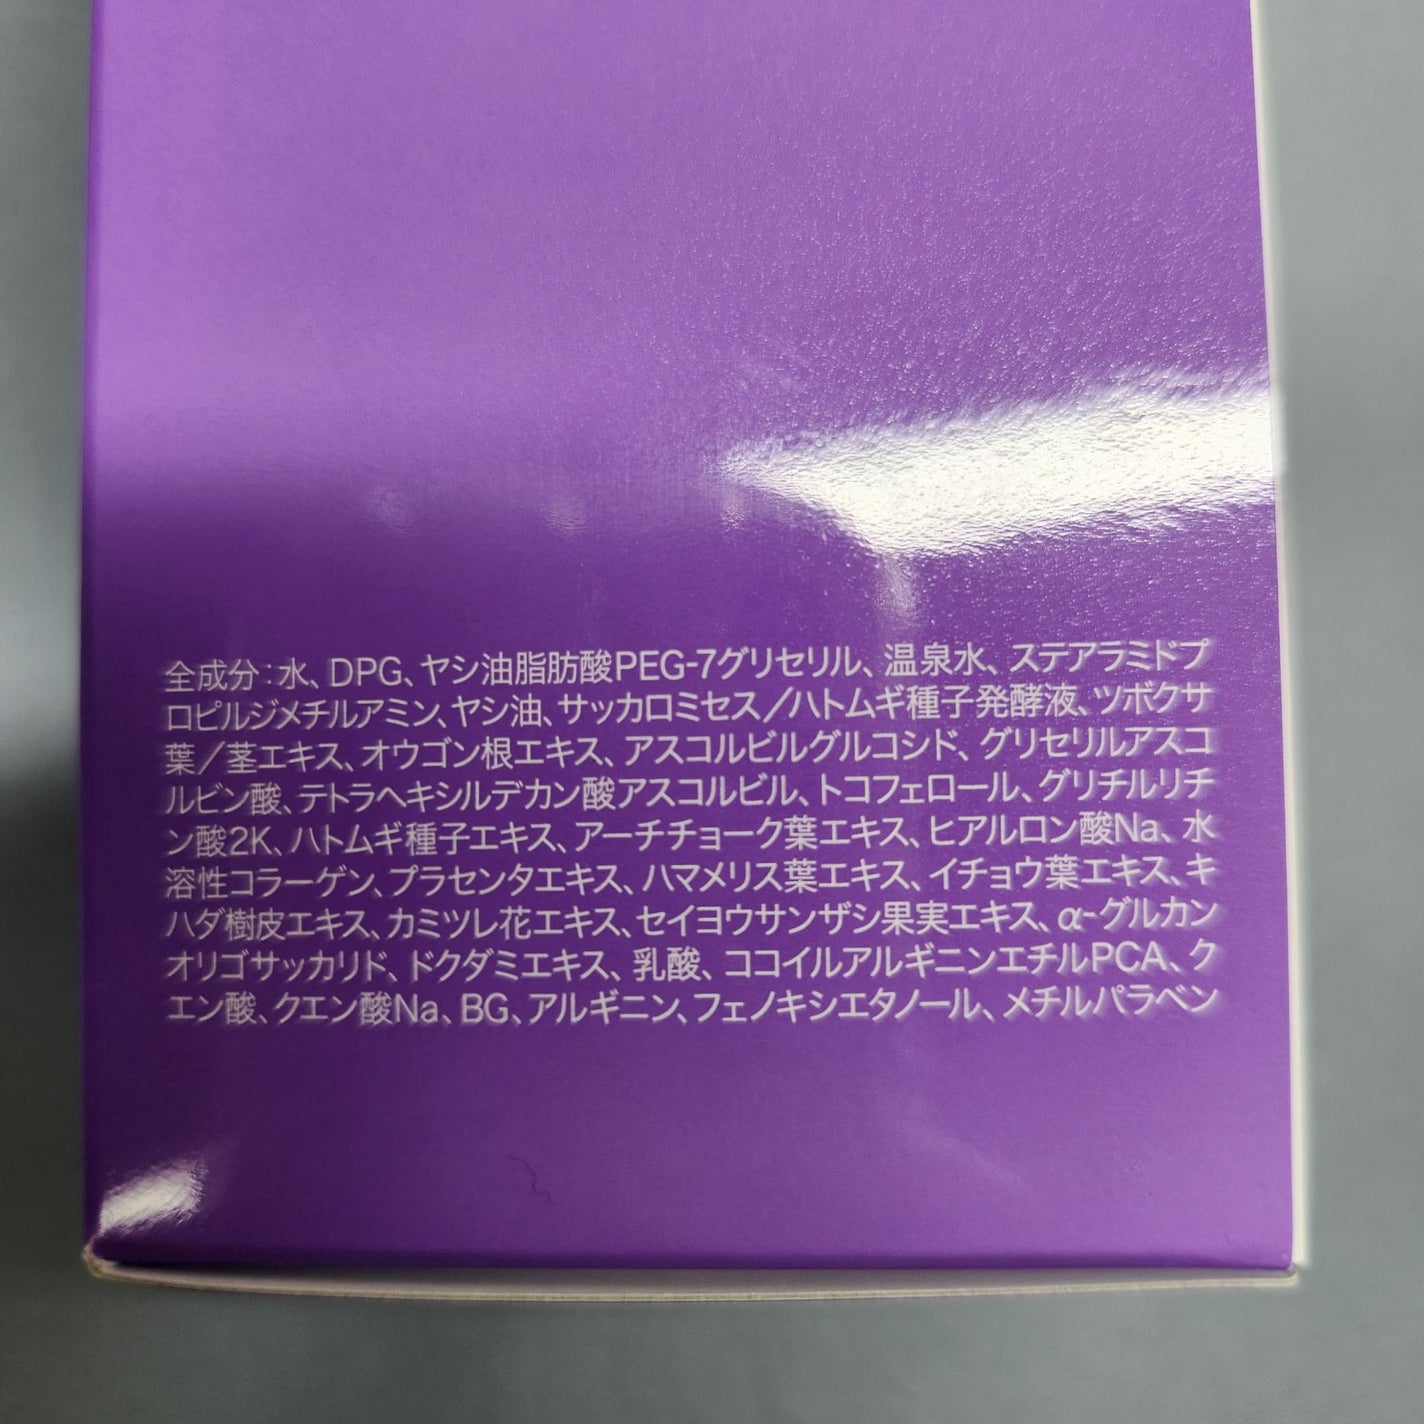 全成分：水、DPG、ヤシ油脂肪酸PEG-7グリセリル、温泉水、ステアラミドプ
ロピルジメチルアミン、ヤシ油、サッカロミセス／ハトムギ種子発酵液、ツボクサ
葉／茎エキス、オウゴン根エキス、アスコルビルグルコシド、グリセリルアスコ
ルビン酸、テトラヘキシルデカン酸アスコルビル、トコフェロール、グリチルリチ
ン酸2K、ハトムギ種子エキス、アーチチョーク葉エキス、ヒアルロン酸Na、水
溶性コラーゲン、プラセンタエキス、ハマメリス葉エキス、イチョウ葉エキス、キ
ハダ樹皮エキス、カミツレ花エキス、セイヨウサンザシ果実エキス、α-グルカン
オリゴサッカリド、ドクダミエキス、乳酸、ココイルアルギニンエチルPCA、ク
エン酸、クエン酸Na、BG、アルギニン、フェノキシエタノール、メチルパラベン